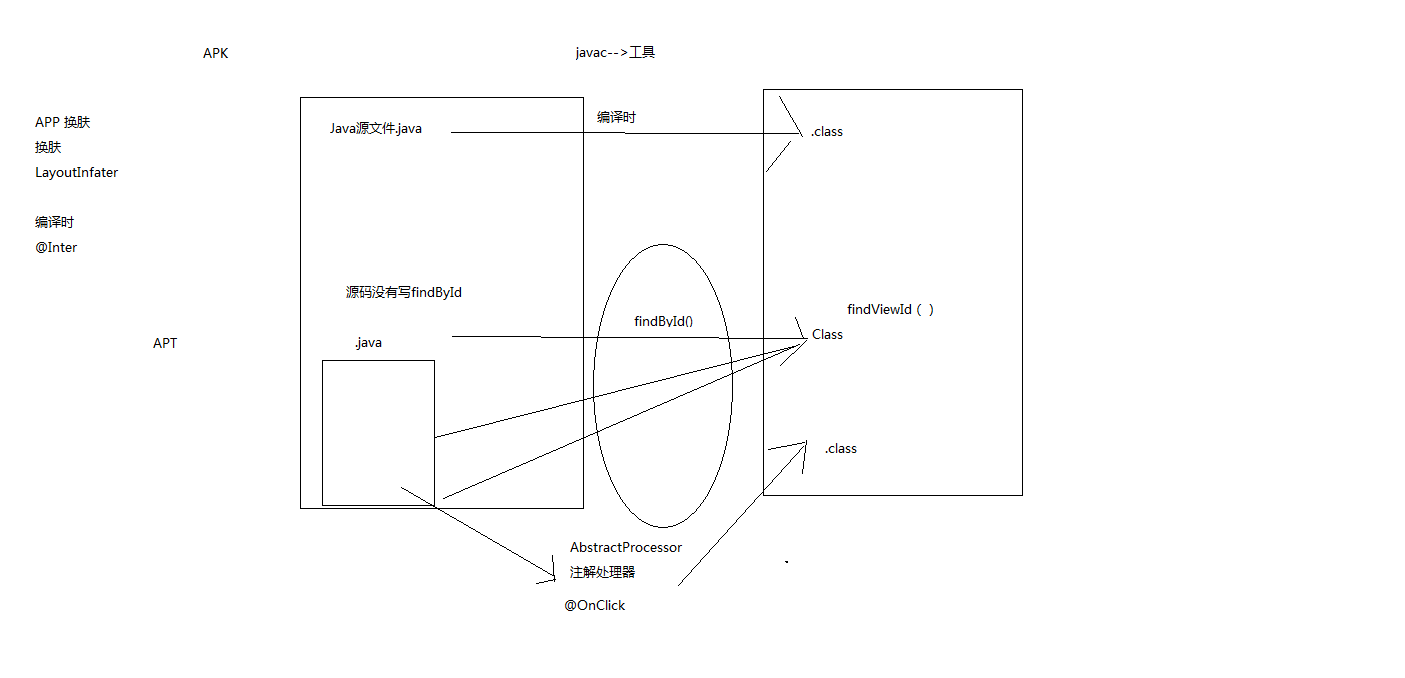 APK
javac-->工具
APP 换肤
换肤
LayoutInfater
编译时
@Inter
Java源文件.java
编译时
.class
源码没有写findById
findById()
findViewId（ ）
APT
.java
Class
.class
AbstractProcessor
注解处理器
@OnClick